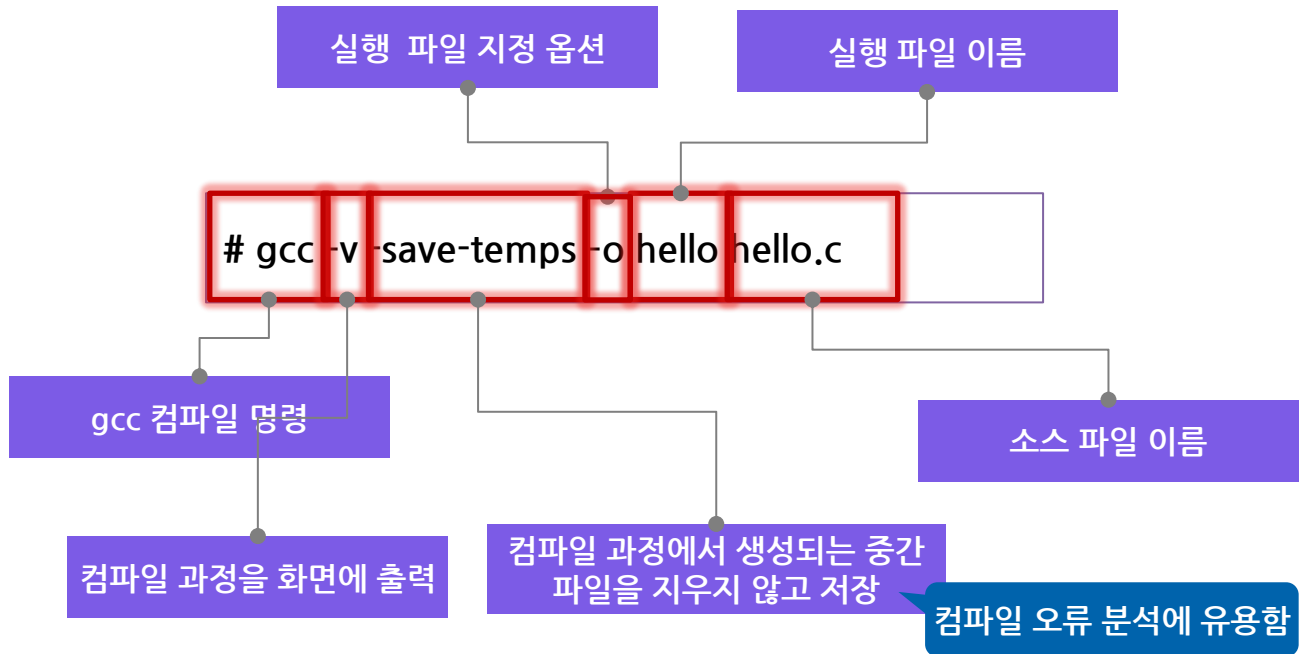 실행 파일 지정 옵션
실행 파일 이름
# gcc -v -save-temps -o hello hello.c
gcc 컴파일 명령
소스 파일 이름
컴파일 과정을 화면에 출력
컴파일 과정에서 생성되는 중간
파일을 지우지 않고 저장
컴파일 오류 분석에 유용함